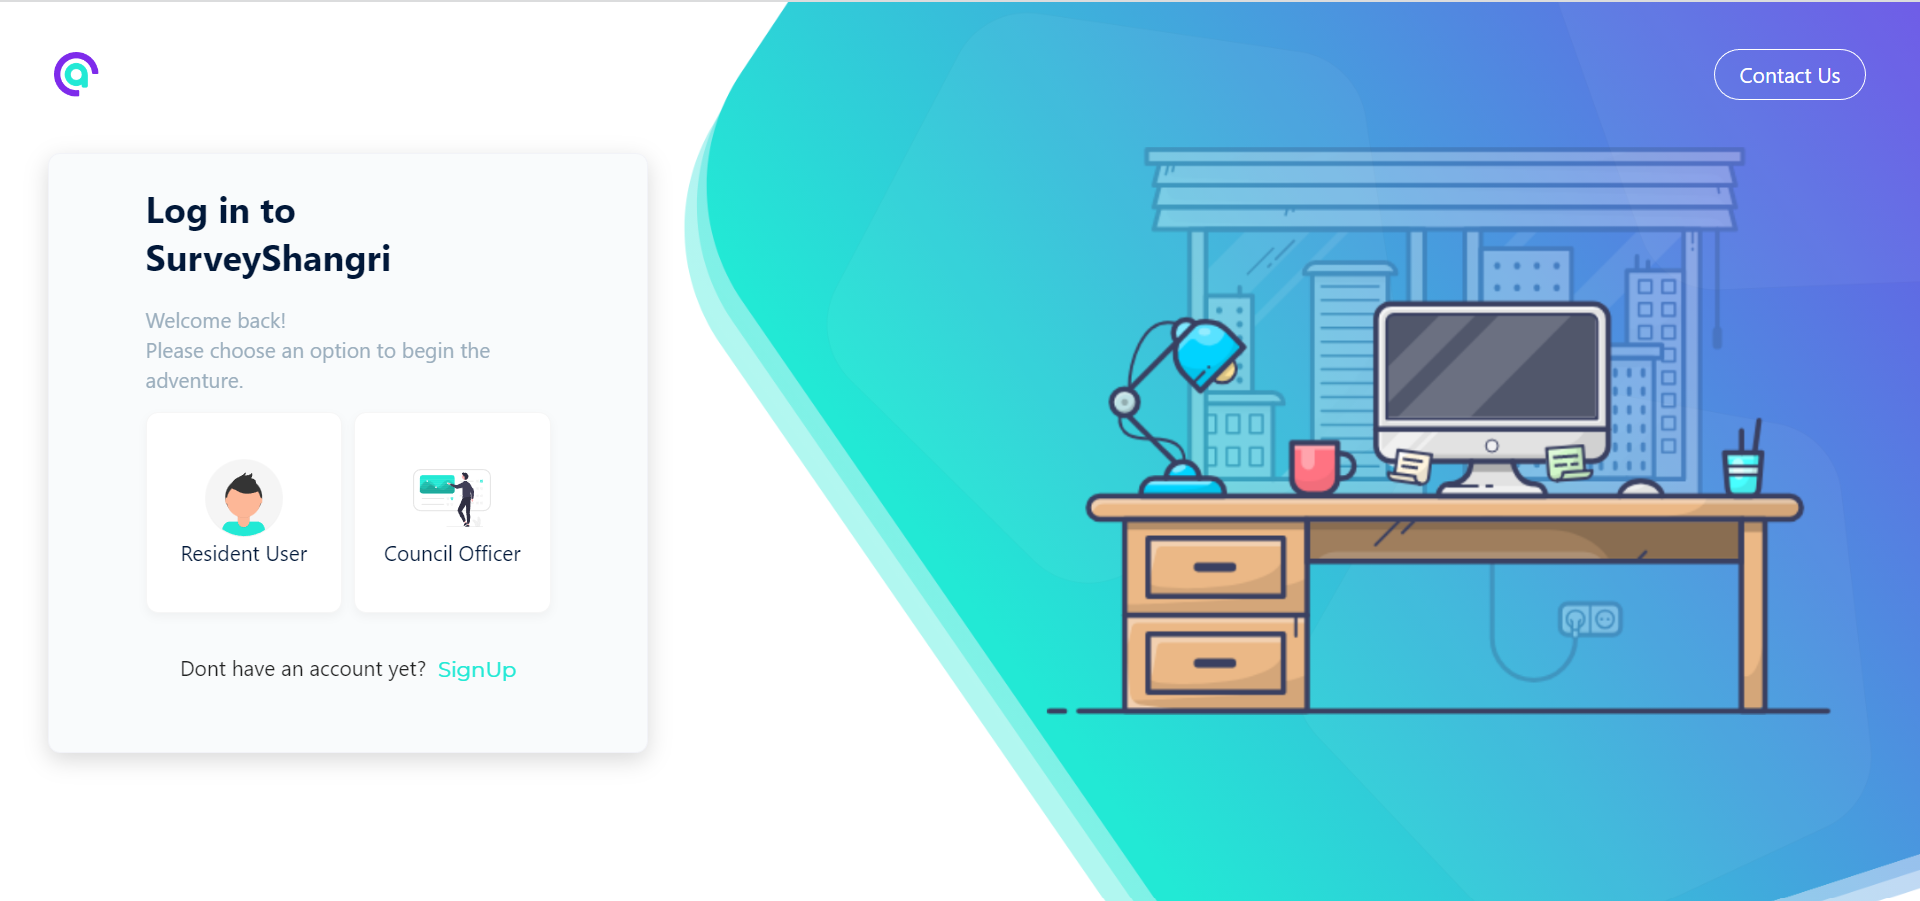 Contact Us
Log in to
SurveyShangri
Welcome back!
Please choose an option to begin the
adventure.
Resident User
Council Officer
Dont have an account yet? SignUp